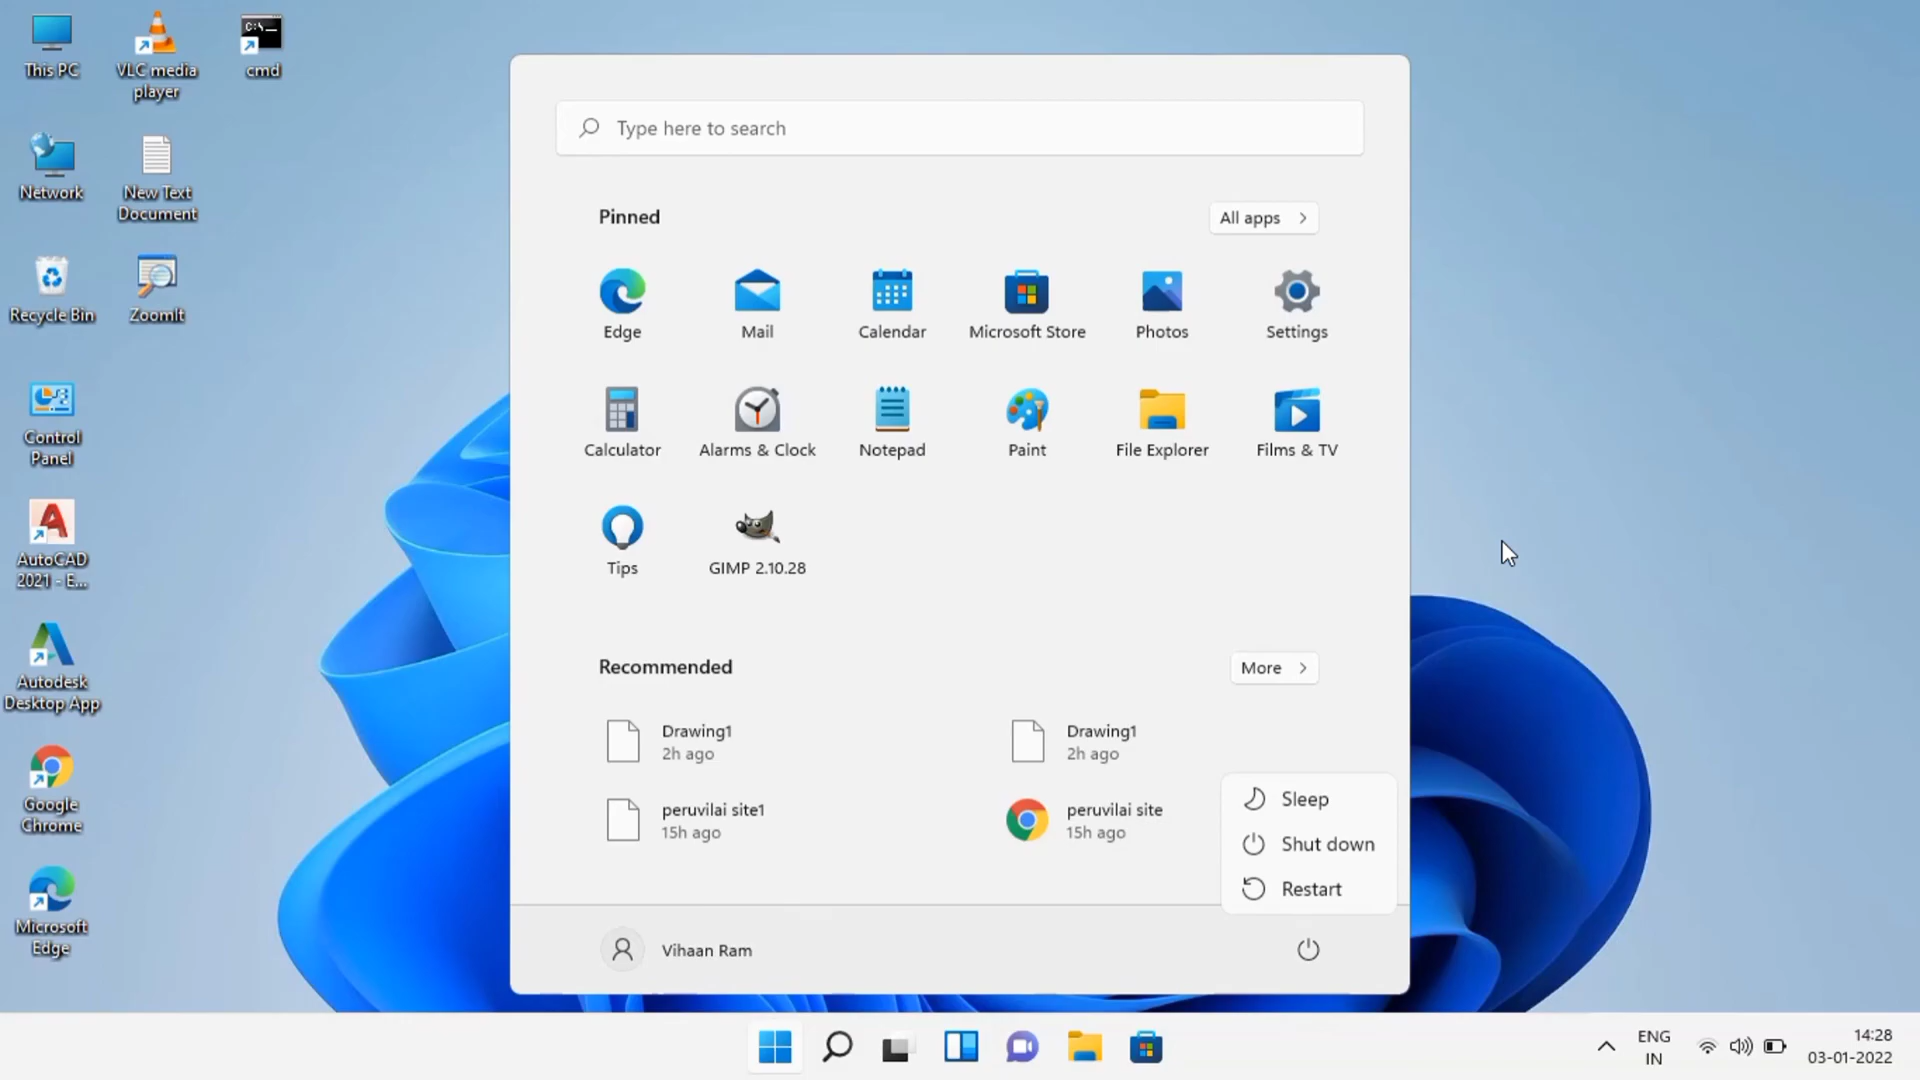 This PC
VLC media
player
C:\
cmd
Network
New Text
Document
Recycle Bin
ZoomIt
Control
Panel
AutoCAD
2021 - E...
Autodesk
Desktop App
Google
Chrome
Microsoft
Edge
Type here to search
Pinned
All apps
Edge
Mail
Calendar
Microsoft Store
Photos
Settings
Calculator
Alarms & Clock
Notepad
Paint
File Explorer
Films & TV
Tips
GIMP 2.10.28
Recommended
More
Drawing1
2h ago
Drawing1
2h ago
peruvilai site1
15h ago
peruvilai site
15h ago
Sleep
Shut down
Restart
Vihaan Ram
ENG
IN
14:28
03-01-2022